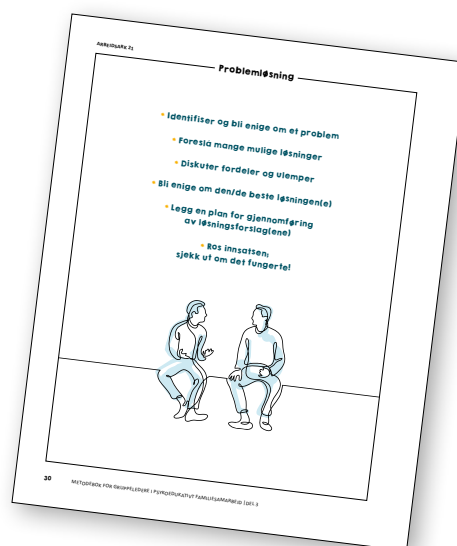 ARBEIDSARK 21
Problemløsning
• Identifiser og bli enige om et problem
• Foreslå mange mulige løsninger
• Diskuter fordeler og ulemper
• Bli enige om den/de beste løsningen(e)
• Legg en plan for gjennomføring
av løsningsforslag(ene)
• Ros innsatsen;
sjekk ut om det fungerte!
30 METODEBOK FOR GRUPPELEDERE I PSYKOEDUKATIVT FAMILIESAMARBEID | DEL 3